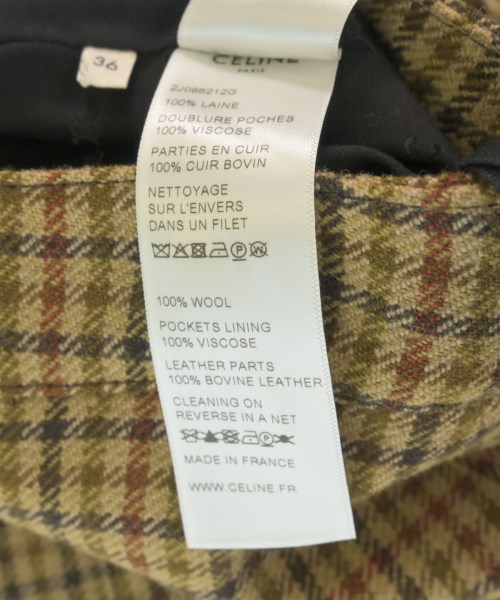 36
CELINE
PARIS
2J086212G
100% LAINE
DOUBLURE POCHES
100% VISCOSE
PARTIES EN CUIR
100% CUIR BOVIN
NETTOYAGE
SUR L'ENVERS
DANS UN FILET
100% WOOL
POCKETS LINING
100% VISCOSE
LEATHER PARTS
100% BOVINE LEATHER
CLEANING ON
REVERSE IN A NET
MADE IN FRANCE
WWW.CELINE.FR